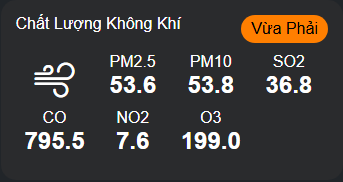 Chất Lượng Không Khí
Vừa Phải
PM2.5 PM10 SO2
53.6 53.8 36.8
CO NO2 O3
795.5 7.6 199.0